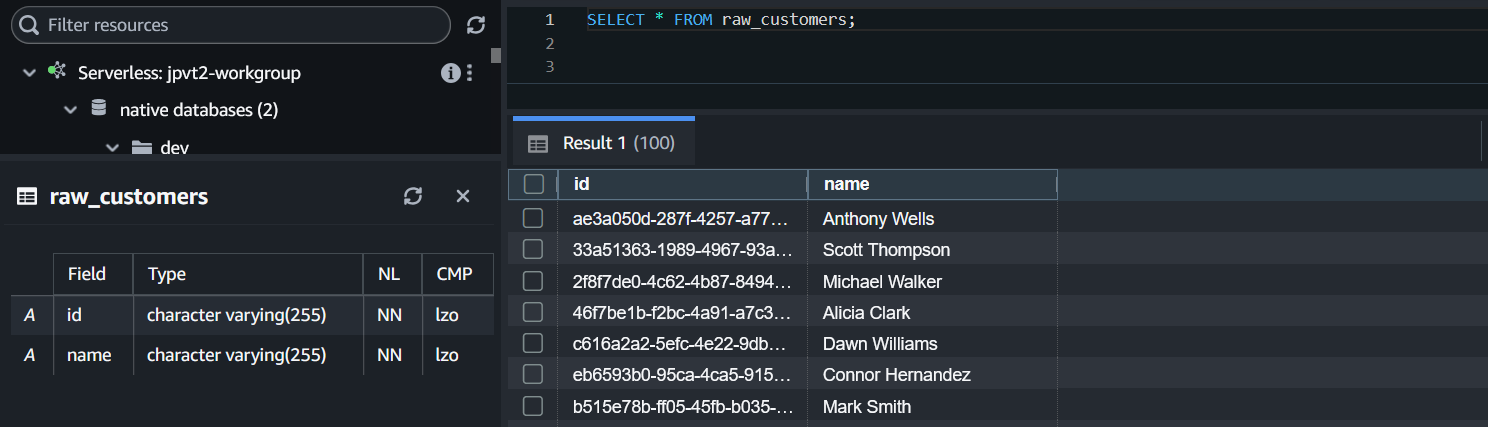 Filter resources
Serverless: jpvt2-workgroup
native databases (2)
dev
raw_customers
Field Type NL CMP
A id character varying(255) NN lzo
A name character varying(255) NN lzo
1 SELECT * FROM raw_customers;
2
3
Result 1 (100)
id name
ae3a050d-287f-4257-a77... Anthony Wells
33a51363-1989-4967-93a... Scott Thompson
2f8f7de0-4c62-4b87-8494... Michael Walker
46f7be1b-f2bc-4a91-a7c3... Alicia Clark
c616a2a2-5efc-4e22-9db... Dawn Williams
eb6593b0-95ca-4ca5-915... Connor Hernandez
b515e78b-ff05-45fb-b035-... Mark Smith